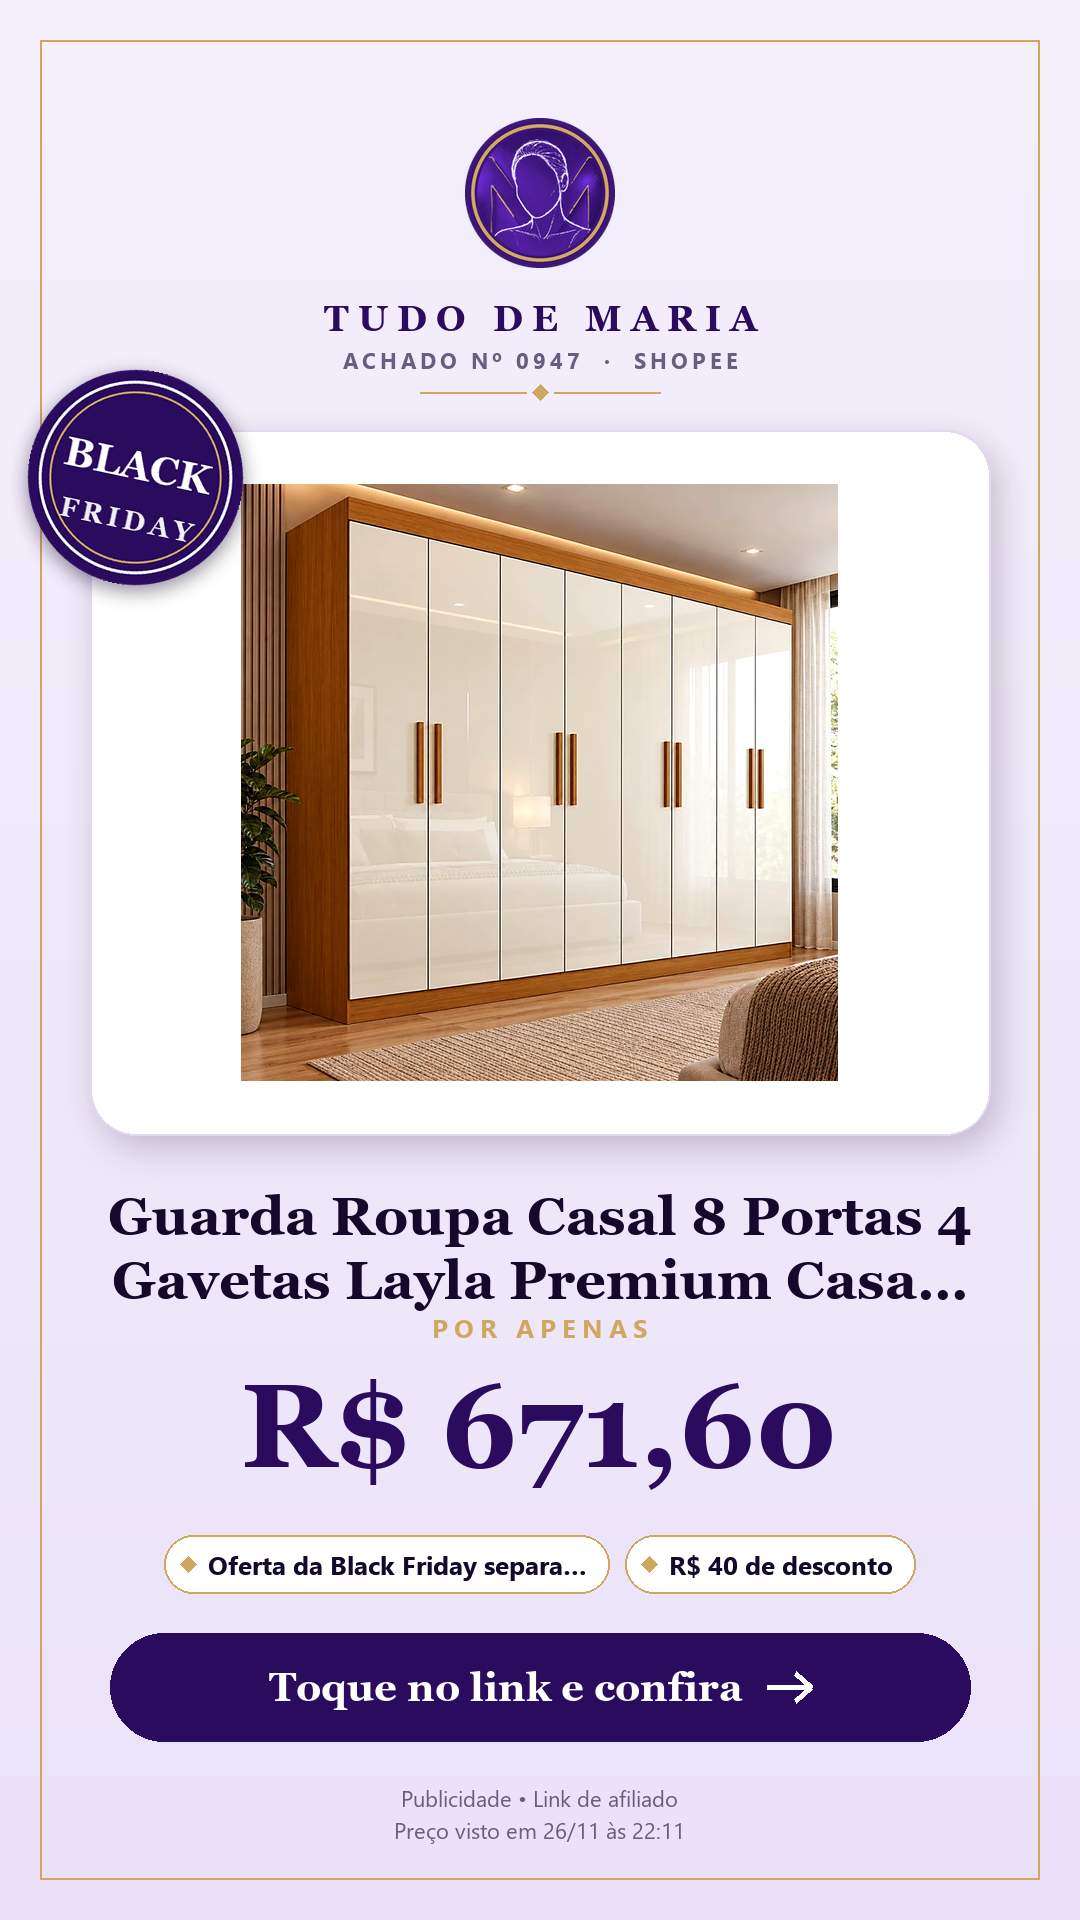 TUDO DE MARIA
ACHADO Nº 0947 · SHOPEE
BLACK
FRIDAY
Guarda Roupa Casal 8 Portas 4
Gavetas Layla Premium Casa...
POR APENAS
R$ 671,60
Oferta da Black Friday separa...
R$ 40 de desconto
Toque no link e confira →
Publicidade • Link de afiliado
Preço visto em 26/11 às 22:11